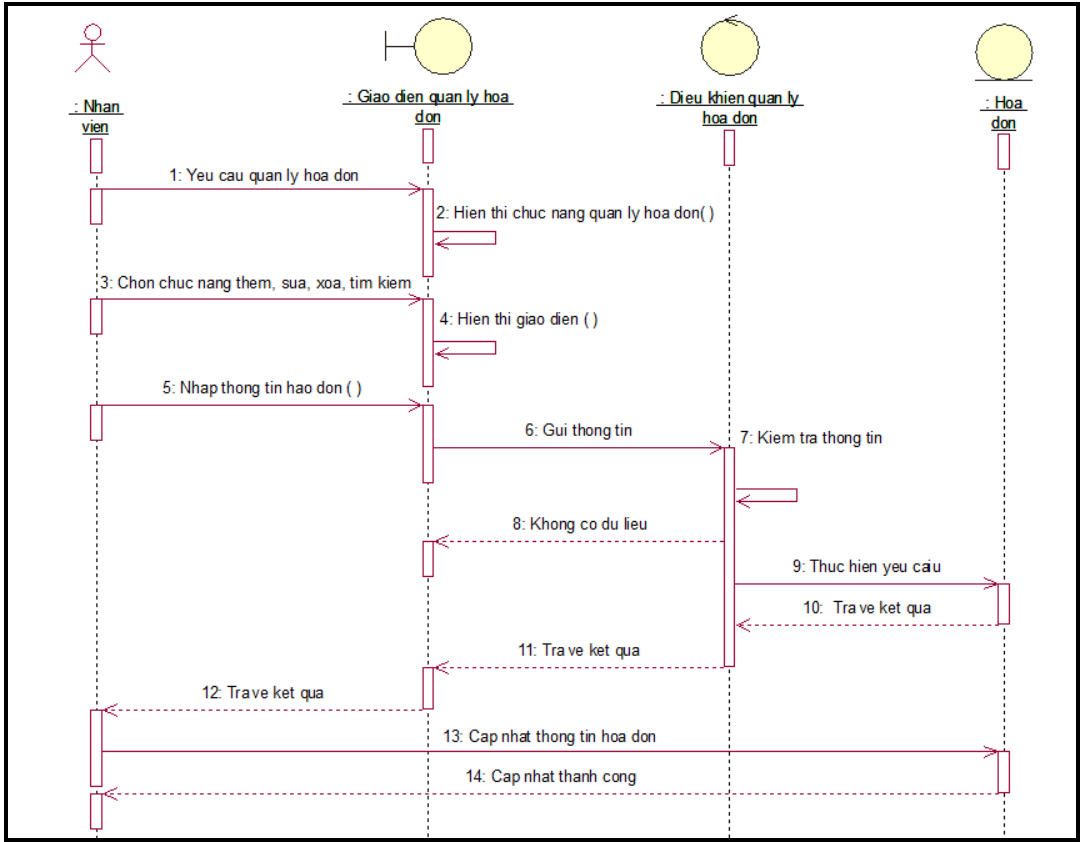 : Nhan
vien
: Giao dien quan ly hoa
don
: Dieu khien quan ly
hoa don
: Hoa
don
1: Yeu cau quan ly hoa don
2: Hien thi chuc nang quan ly hoa don( )
3: Chon chuc nang them, sua, xoa, tim kiem
4: Hien thi giao dien ( )
5: Nhap thong tin hao don ( )
6: Gui thong tin
7: Kiem tra thong tin
8: Khong co du lieu
9: Thuc hien yeu caiu
10: Tra ve ket qua
11: Tra ve ket qua
12: Tra ve ket qua
13: Cap nhat thong tin hoa don
14: Cap nhat thanh cong